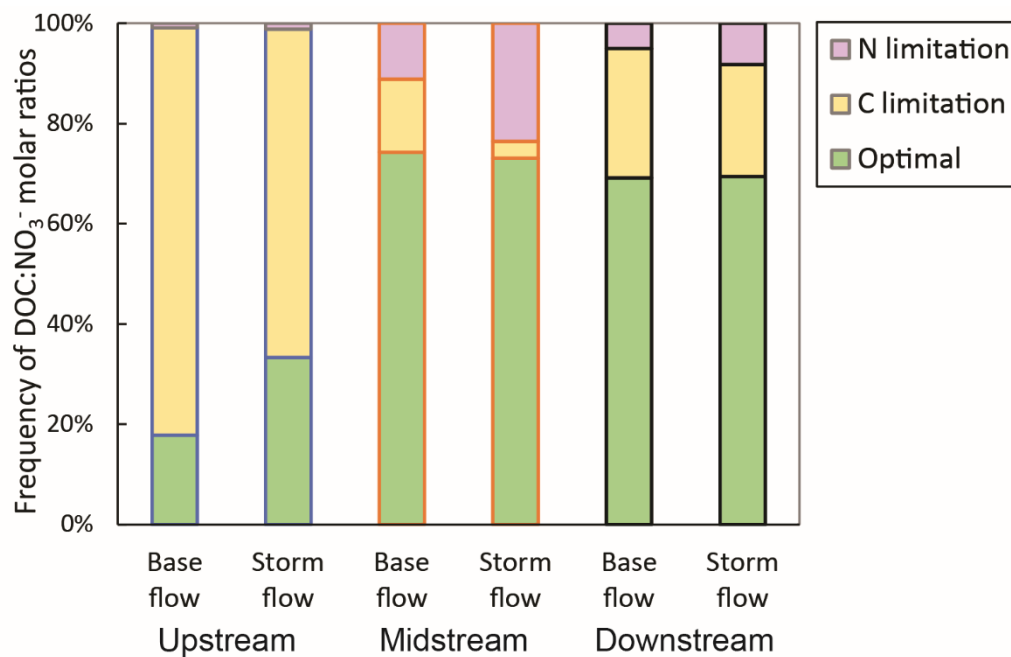 Frequency of DOC:NO₃⁻ molar ratios
100%
80%
60%
40%
20%
0%
N limitation
C limitation
Optimal
Base flow
Storm flow
Base flow
Storm flow
Base flow
Storm flow
Upstream
Midstream
Downstream